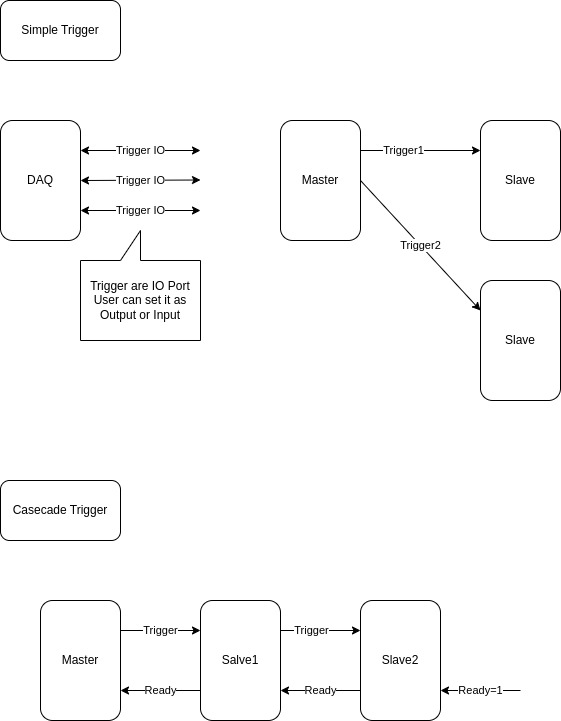 Simple Trigger
DAQ
Trigger IO
Trigger IO
Trigger IO
Trigger are IO Port
User can set it as
Output or Input
Master
Trigger1
Slave
Trigger2
Slave
Casecade Trigger
Master
Trigger
Salve1
Trigger
Slave2
Ready
Ready
Ready=1